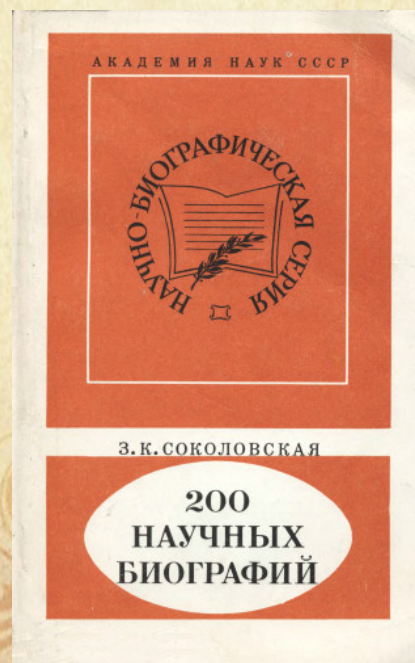 АКАДЕМИЯ НАУК СССР
НАУЧНО-БИОГРАФИЧЕСКАЯ СЕРИЯ
З.К.СОКОЛОВСКАЯ
200
НАУЧНЫХ
БИОГРАФИЙ